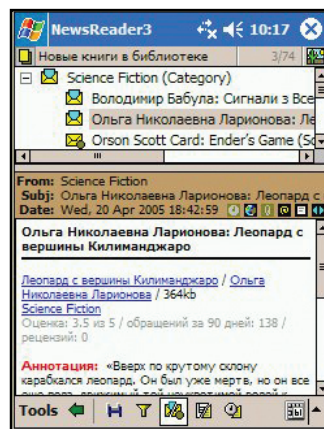 NewsReader3 10:17
Новые книги в библиотеке 3/74
Science Fiction (Category)
Володимир Бабула: Сигнали з Все
Ольга Николаевна Ларионова: Ле
Orson Scott Card: Ender's Game (Sc
From: Science Fiction
Subj: Ольга Николаевна Ларионова: Леопард с
Date: Wed, 20 Apr 2005 18:42:59
Ольга Николаевна Ларионова: Леопард с
вершины Килиманджаро
Леопард с вершины Килиманджаро / Ольга
Николаевна Ларионова / 364kb
Science Fiction
Оценка: 3.5 из 5 / обращений за 90 дней: 138 /
рецензий: 0
Аннотация: «Вверх по крутому склону
карабкался леопард. Он был уже мертв, но он все
Tools